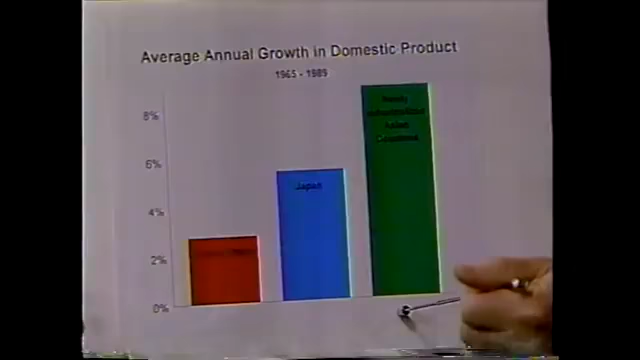 Average Annual Growth in Domestic Product
1965 - 1989
8%
6%
4%
2%
0%
Japan
Newly
Industrialized
Asian
Countries